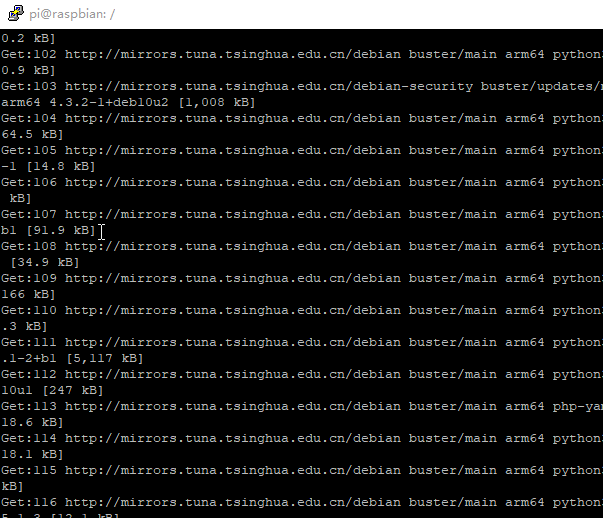 pi@raspbian: /
0.2 kB]
Get:102 http://mirrors.tuna.tsinghua.edu.cn/debian buster/main arm64 python
0.9 kB]
Get:103 http://mirrors.tuna.tsinghua.edu.cn/debian-security buster/updates/
arm64 4.3.2-1+deb10u2 [1,008 kB]
Get:104 http://mirrors.tuna.tsinghua.edu.cn/debian buster/main arm64 python
64.5 kB]
Get:105 http://mirrors.tuna.tsinghua.edu.cn/debian buster/main arm64 python
-1 [14.8 kB]
Get:106 http://mirrors.tuna.tsinghua.edu.cn/debian buster/main arm64 python
kB]
Get:107 http://mirrors.tuna.tsinghua.edu.cn/debian buster/main arm64 python
b1 [91.9 kB]
Get:108 http://mirrors.tuna.tsinghua.edu.cn/debian buster/main arm64 python
[34.9 kB]
Get:109 http://mirrors.tuna.tsinghua.edu.cn/debian buster/main arm64 python
166 kB]
Get:110 http://mirrors.tuna.tsinghua.edu.cn/debian buster/main arm64 python
.3 kB]
Get:111 http://mirrors.tuna.tsinghua.edu.cn/debian buster/main arm64 python
.1-2+b1 [5,117 kB]
Get:112 http://mirrors.tuna.tsinghua.edu.cn/debian buster/main arm64 python
10u1 [247 kB]
Get:113 http://mirrors.tuna.tsinghua.edu.cn/debian buster/main arm64 php-ya
18.6 kB]
Get:114 http://mirrors.tuna.tsinghua.edu.cn/debian buster/main arm64 python
18.1 kB]
Get:115 http://mirrors.tuna.tsinghua.edu.cn/debian buster/main arm64 python
kB]
Get:116 http://mirrors.tuna.tsinghua.edu.cn/debian buster/main arm64 python
5.1.3 [12.1 kB]